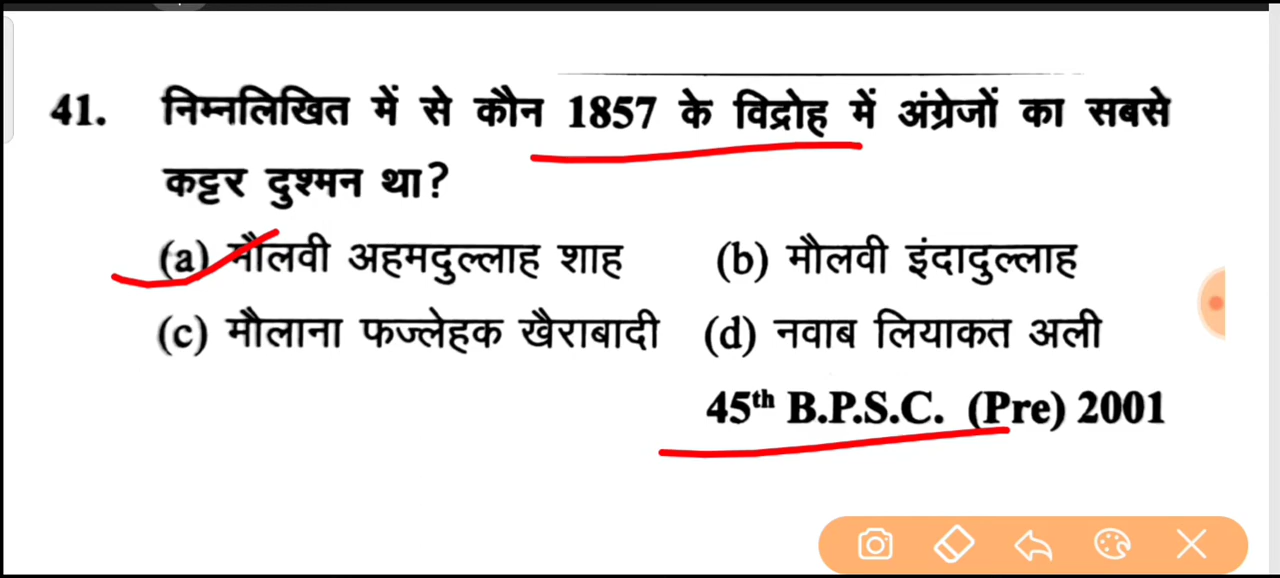 41. निम्नलिखित में से कौन 1857 के विद्रोह में अंग्रेजों का सबसे
कट्टर दुश्मन था?
(a) मौलवी अहमदुल्लाह शाह (b) मौलवी इंदादुल्लाह
(c) मौलाना फज्लेहक खैराबादी (d) नवाब लियाकत अली
45th B.P.S.C. (Pre) 2001